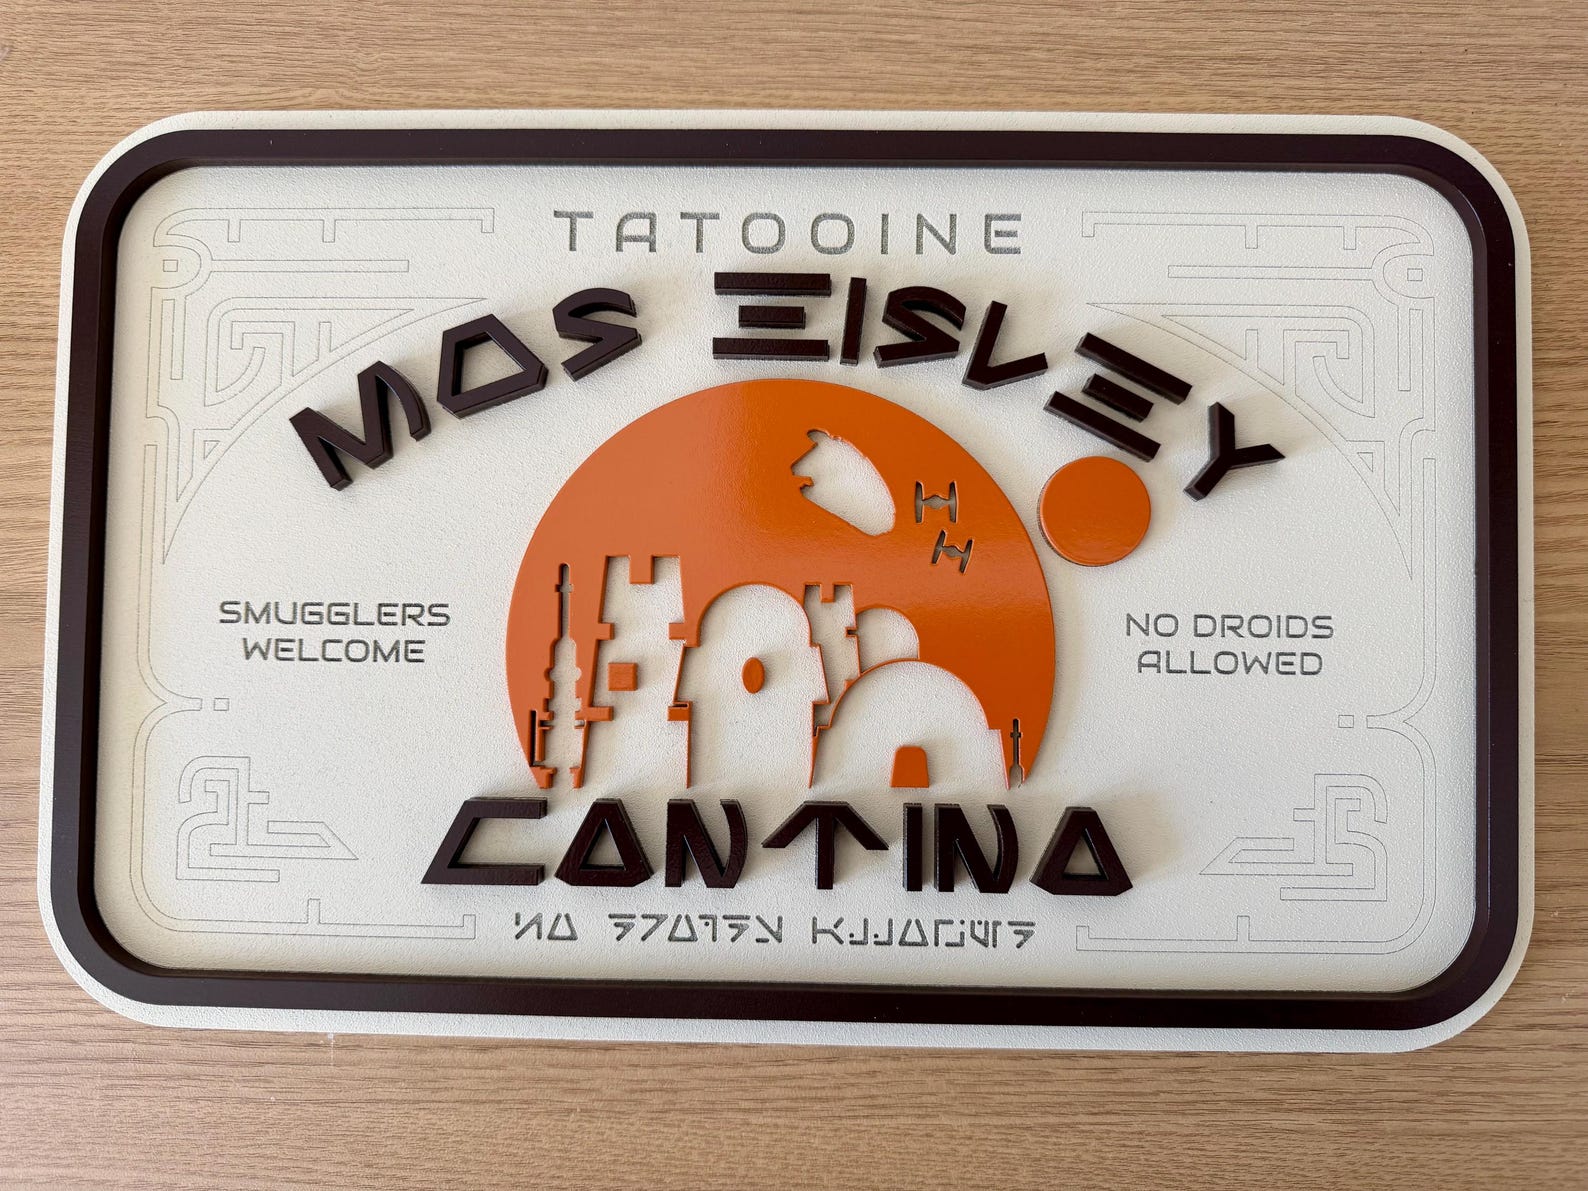 TATOOINE
MOS EISLEY
SMUGGLERS
WELCOME
NO DROIDS
ALLOWED
CANTINA